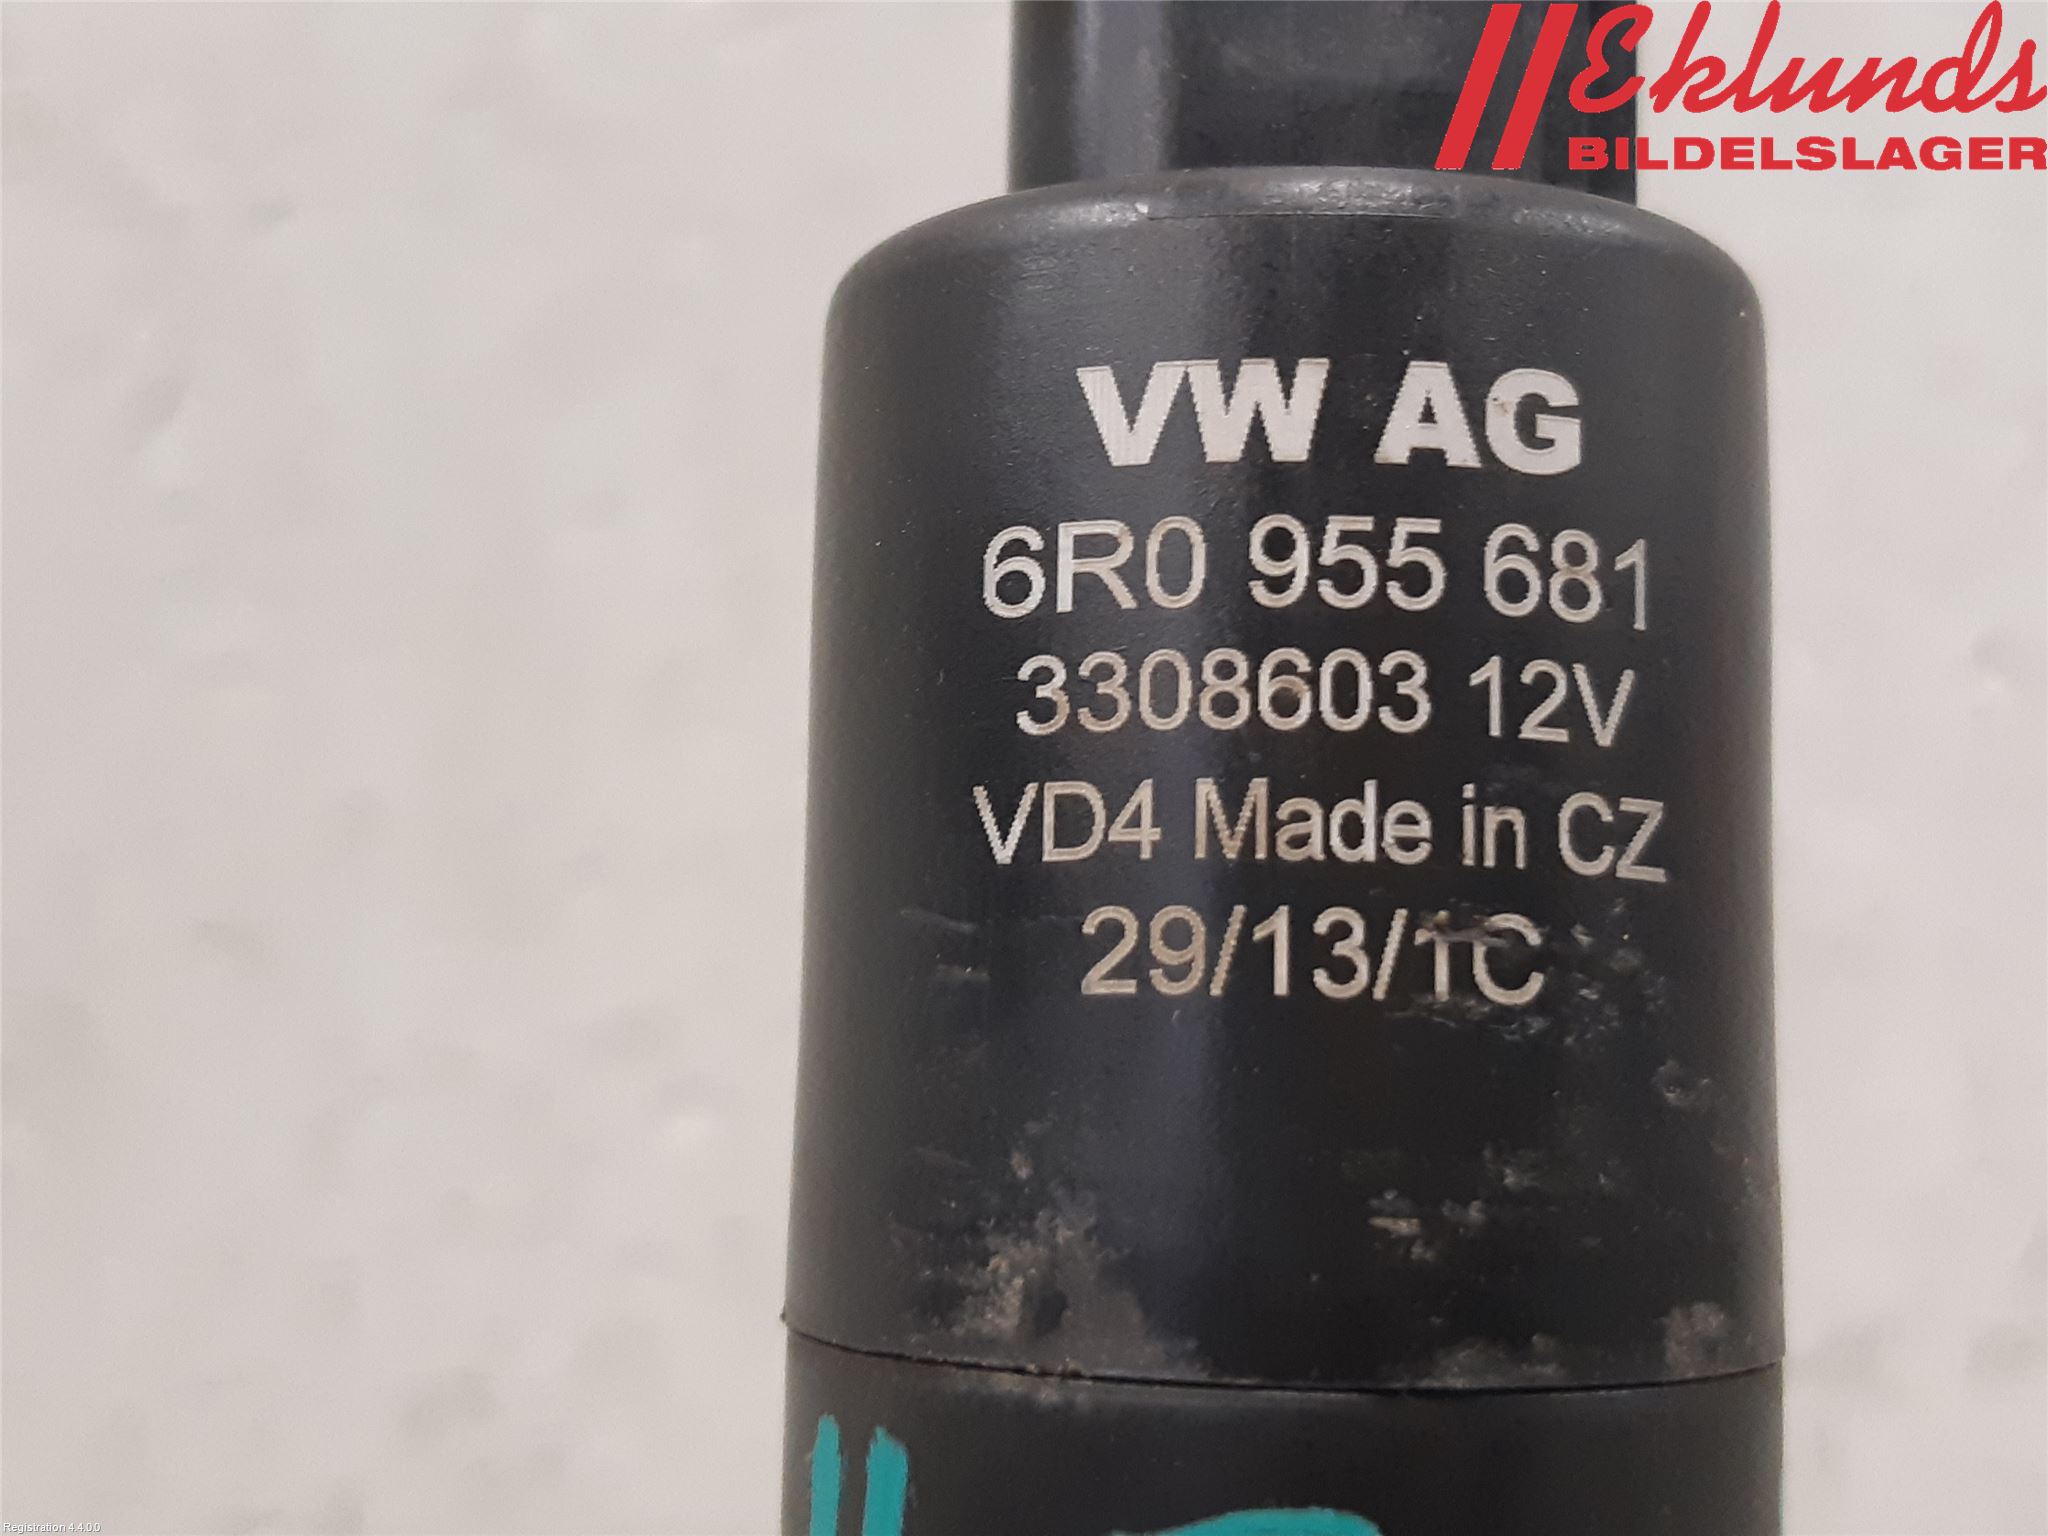 Eklunds
BILDELSLAGER
VW AG
6R0 955 681
3308603 12V
VD4 Made in CZ
29/13/1C
Registration 4.4.0.0